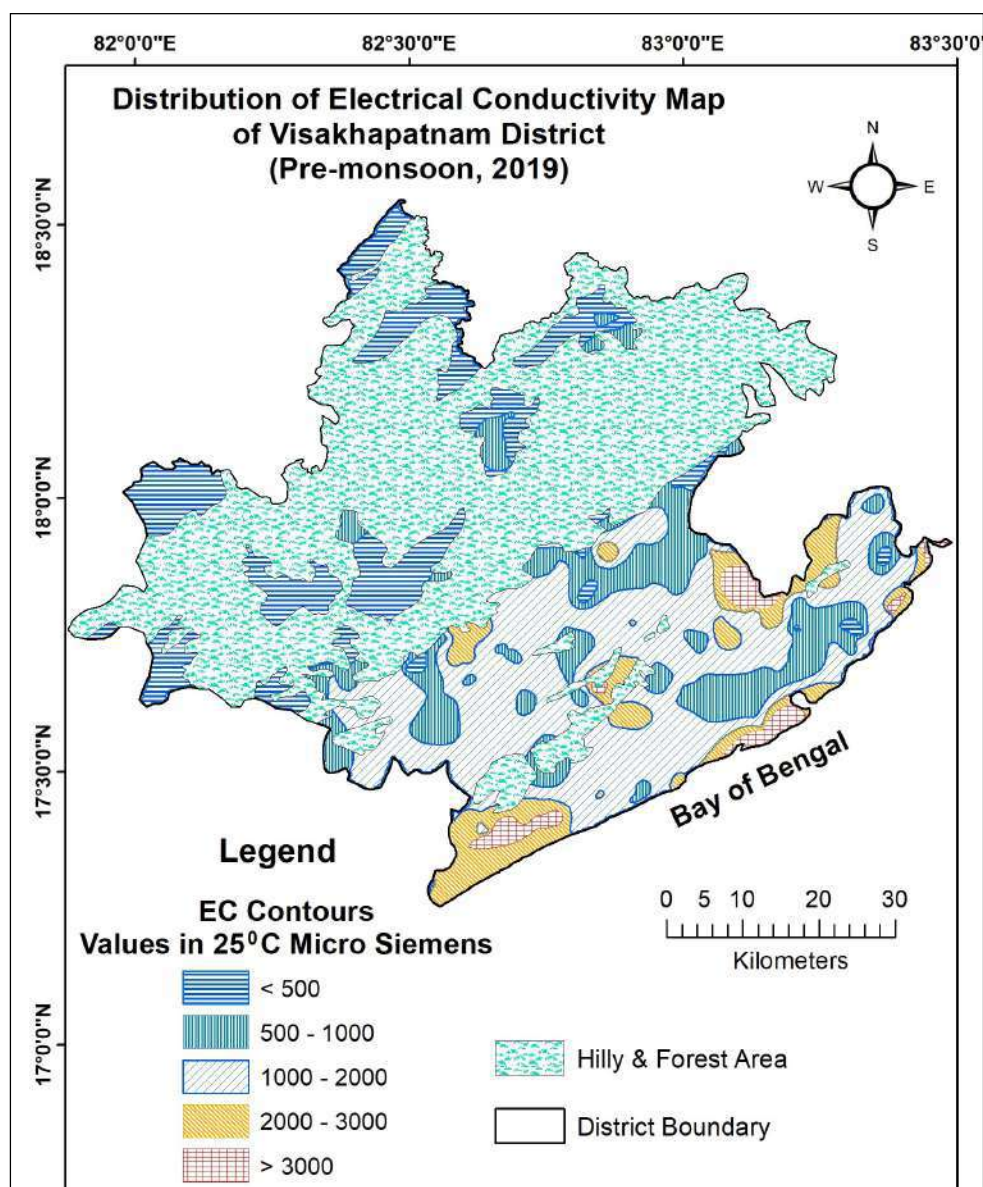 82°0'0"E 82°30'0"E 83°0'0"E 83°30'0"
Distribution of Electrical Conductivity Map
of Visakhapatnam District
(Pre-monsoon, 2019)
N
W E
S
18°30'0"N
18°0'0"N
17°30'0"N
17°0'0"N
Bay of Bengal
Legend
EC Contours
Values in 25⁰C Micro Siemens
< 500
500 - 1000
1000 - 2000
2000 - 3000
> 3000
Hilly & Forest Area
District Boundary
0 5 10 20 30
Kilometers